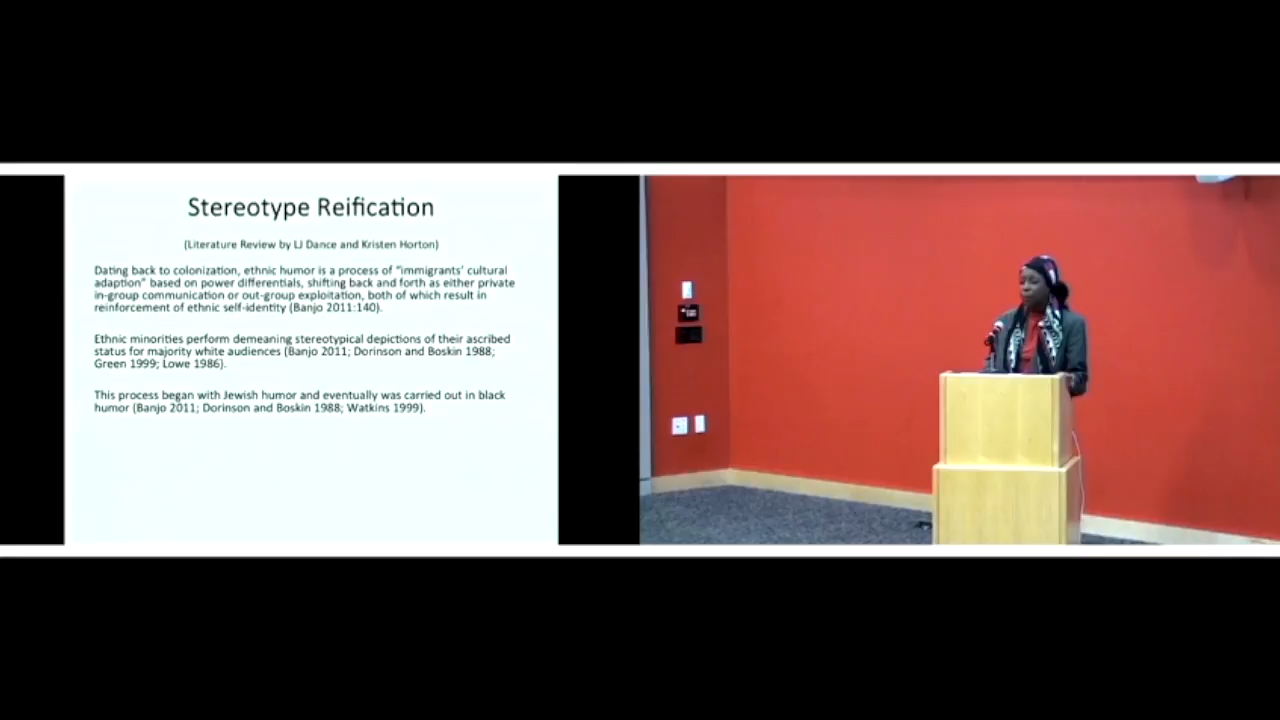 Stereotype Reification
(Literature Review by LJ Dance and Kristen Horton)
Dating back to colonization, ethnic humor is a process of "immigrants' cultural
adaption" based on power differentials, shifting back and forth as either private
in-group communication or out-group exploitation, both of which result in
reinforcement of ethnic self-identity (Banjo 2011:140).
Ethnic minorities perform demeaning stereotypical depictions of their ascribed
status for majority white audiences (Banjo 2011; Dorinson and Boskin 1988;
Green 1999; Lowe 1986).
This process began with Jewish humor and eventually was carried out in black
humor (Banjo 2011; Dorinson and Boskin 1988; Watkins 1999).